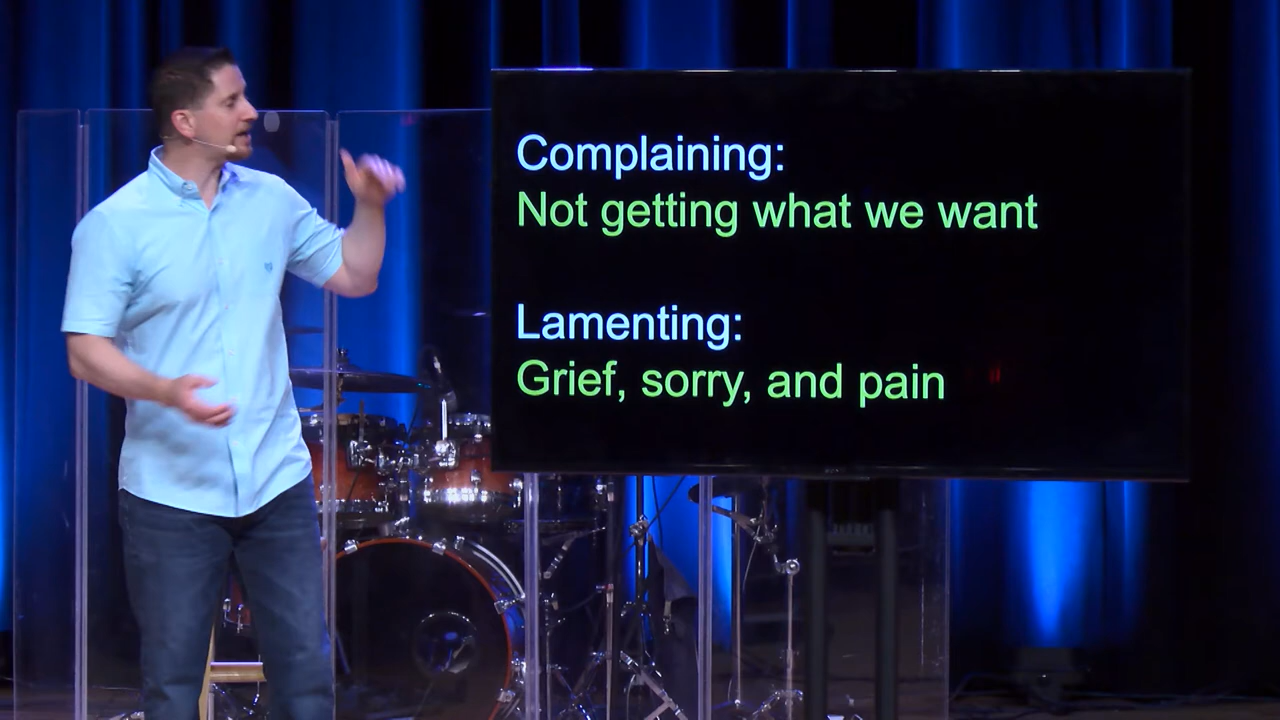 Complaining:
Not getting what we want
Lamenting:
Grief, sorry, and pain